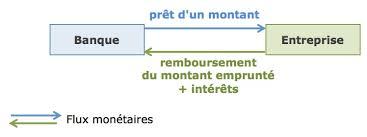 prêt d'un montant
Banque
Entreprise
remboursement
du montant emprunté
+ intérêts
Flux monétaires